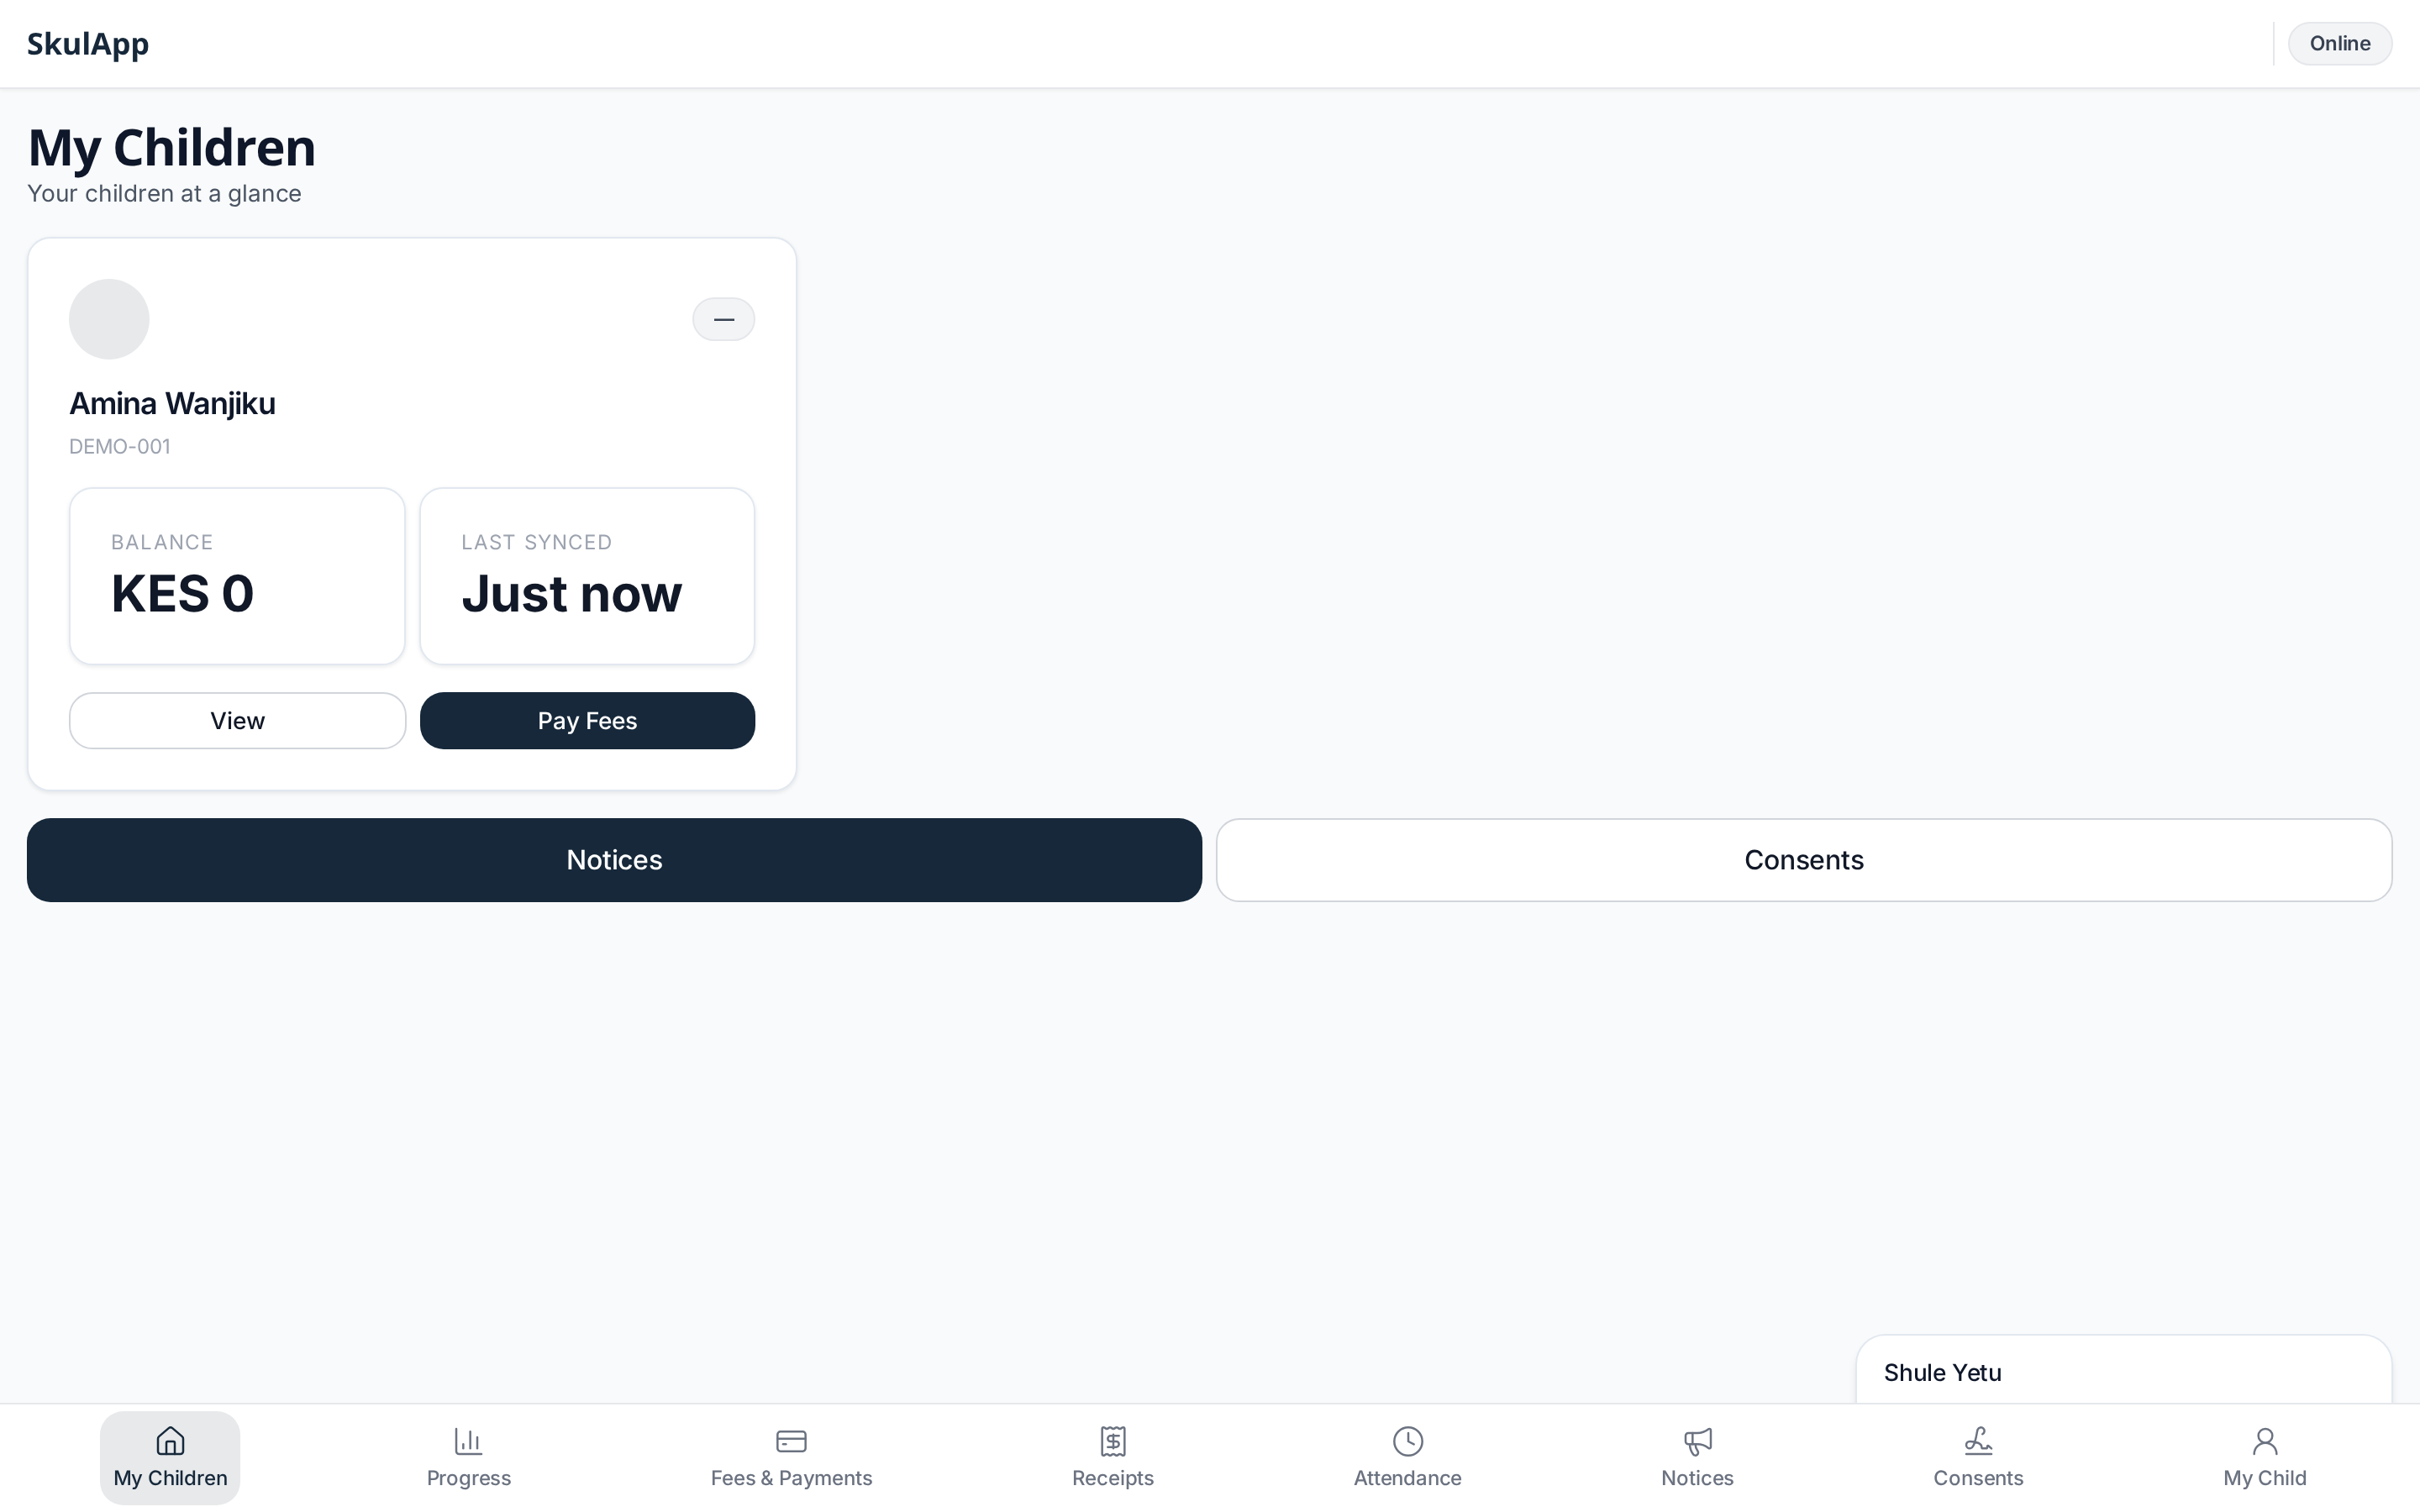 SkulApp
Online
My Children
Your children at a glance
—
Amina Wanjiku
DEMO-001
BALANCE
KES 0
LAST SYNCED
Just now
View
Pay Fees
Notices
Consents
Shule Yetu
My Children
Progress
Fees & Payments
Receipts
Attendance
Notices
Consents
My Child